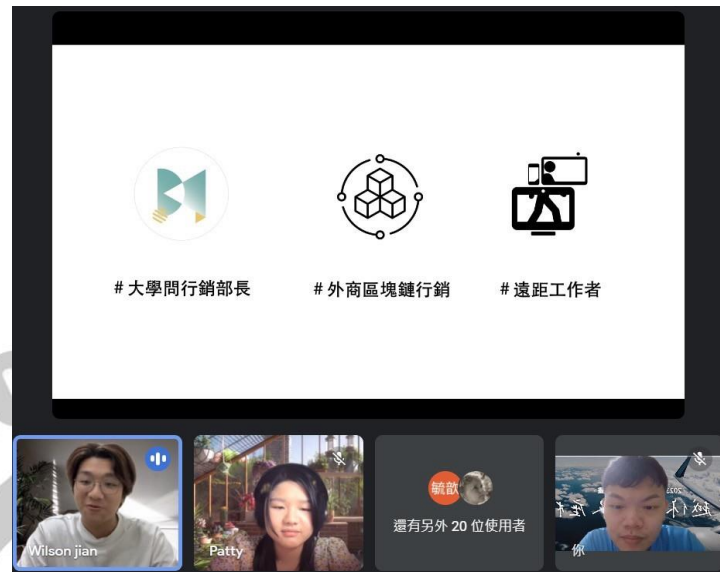 # 大學問行銷部長
# 外商區塊鏈行銷
# 遠距工作者
Wilson jian
Patty
毓歆
還有另外 20 位使用者
你